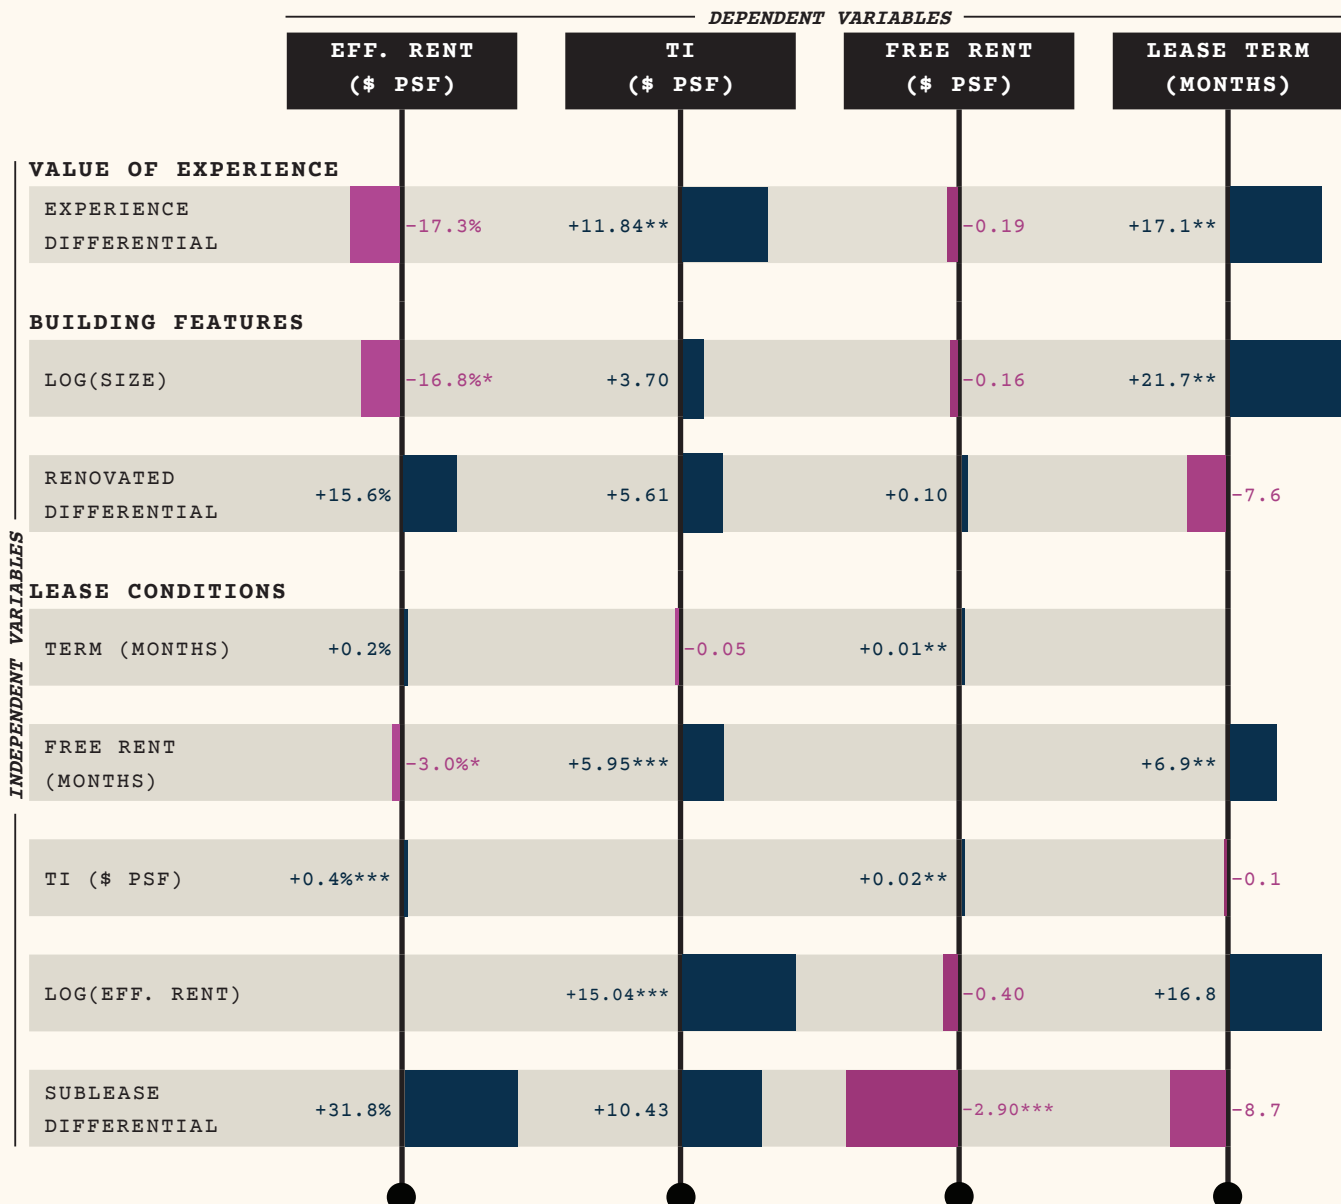 DEPENDENT VARIABLES
EFF. RENT
($ PSF)
TI
($ PSF)
FREE RENT
($ PSF)
LEASE TERM
(MONTHS)
INDEPENDENT VARIABLES
VALUE OF EXPERIENCE
EXPERIENCE
DIFFERENTIAL
-17.3%
+11.84**
-0.19
+17.1**
BUILDING FEATURES
LOG(SIZE)
-16.8%*
+3.70
-0.16
+21.7**
RENOVATED
DIFFERENTIAL
+15.6%
+5.61
+0.10
-7.6
LEASE CONDITIONS
TERM (MONTHS)
+0.2%
-0.05
+0.01**
FREE RENT
(MONTHS)
-3.0%*
+5.95***
+6.9**
TI ($ PSF)
+0.4%***
+0.02**
-0.1
LOG(EFF. RENT)
+15.04***
-0.40
+16.8
SUBLEASE
DIFFERENTIAL
+31.8%
+10.43
-2.90***
-8.7